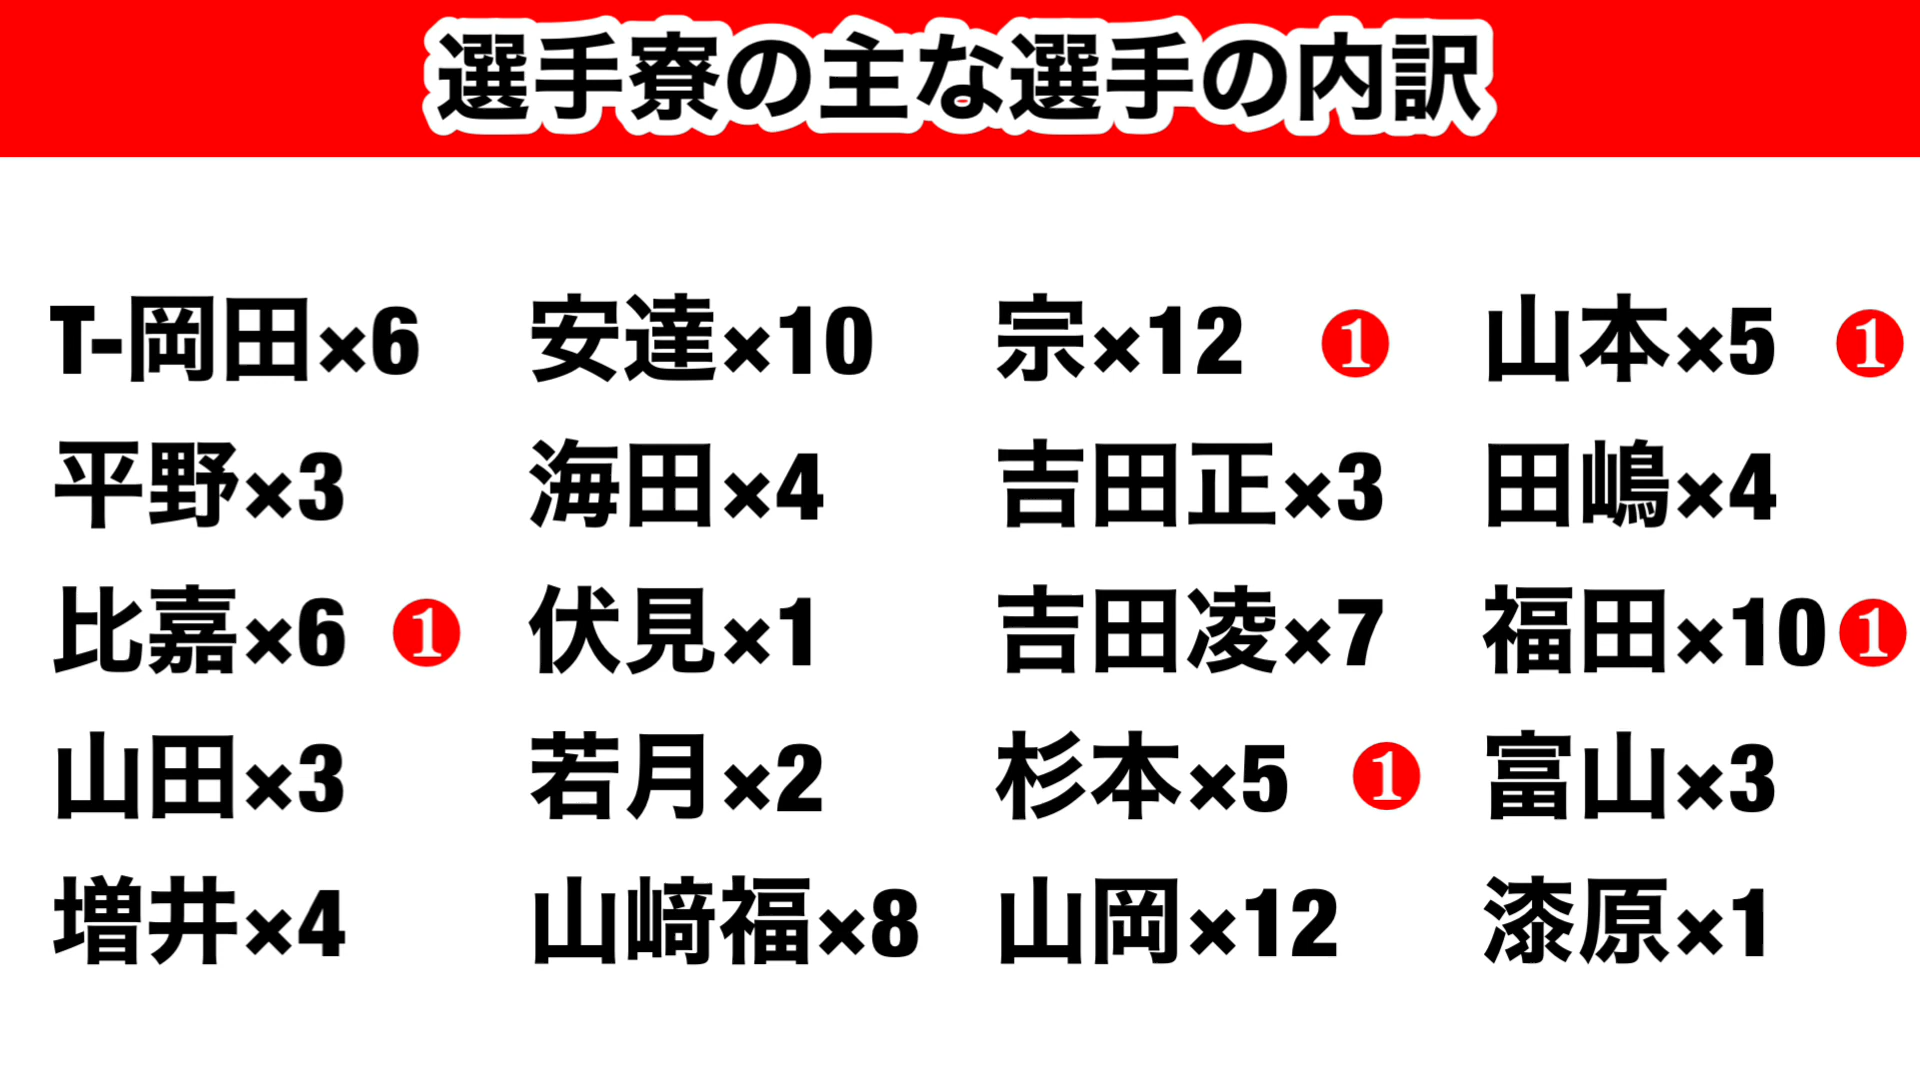 選手寮の主な選手の内訳
T-岡田×6 安達×10 宗×12 ❶ 山本×5 ❶
平野×3 海田×4 吉田正×3 田嶋×4
比嘉×6 ❶ 伏見×1 吉田凌×7 福田×10 ❶
山田×3 若月×2 杉本×5 ❶ 富山×3
増井×4 山﨑福×8 山岡×12 漆原×1